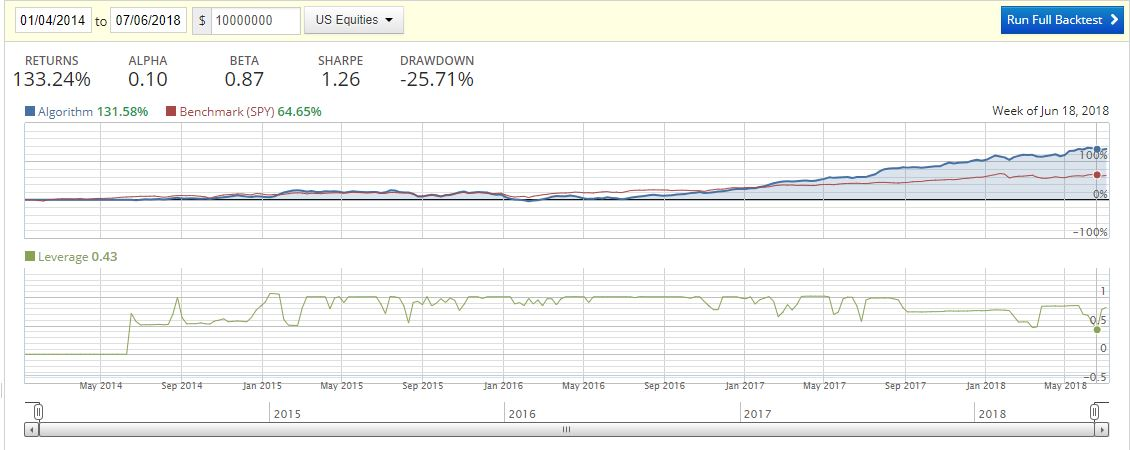 01/04/2014 to 07/06/2018 $ 10000000 US Equities Run Full Backtest
RETURNS ALPHA BETA SHARPE DRAWDOWN
133.24% 0.10 0.87 1.26 -25.71%
Algorithm 131.58% Benchmark (SPY) 64.65% Week of Jun 18, 2018
100%
0%
-100%
Leverage 0.43
1
0.5
0
-0.5
May 2014 Sep 2014 Jan 2015 May 2015 Sep 2015 Jan 2016 May 2016 Sep 2016 Jan 2017 May 2017 Sep 2017 Jan 2018 May 2018
2015 2016 2017 2018